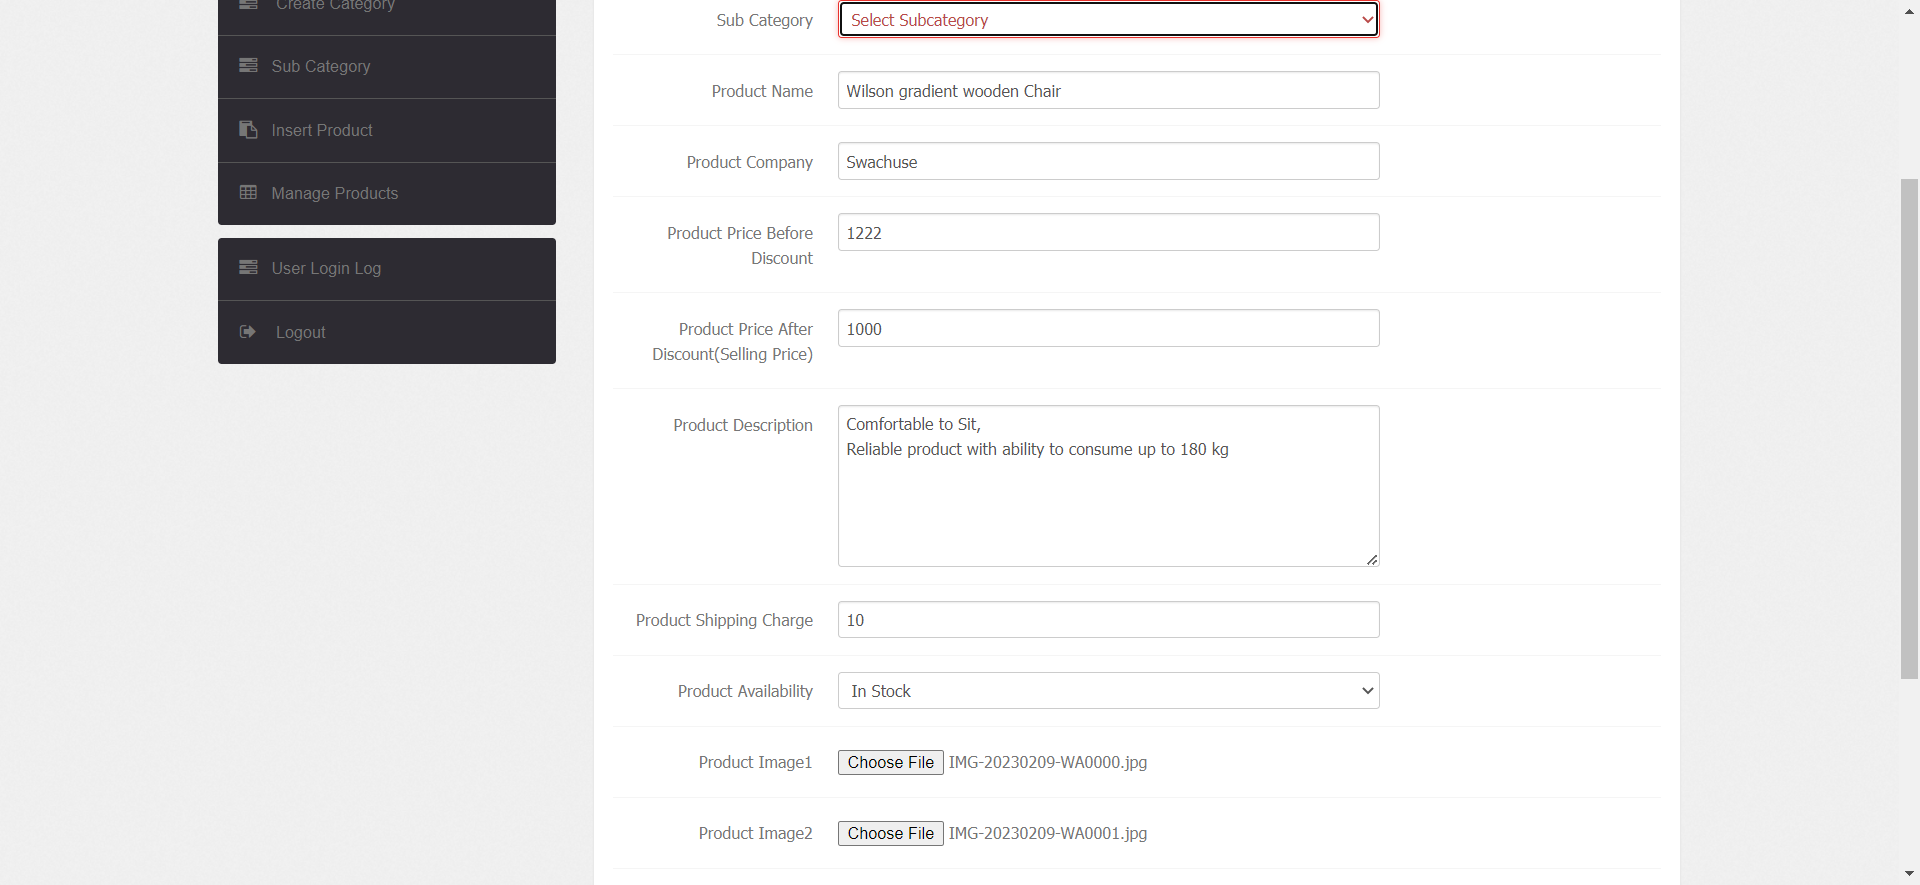 Create Category
Sub Category
Insert Product
Manage Products
User Login Log
Logout
Sub Category
Select Subcategory
Product Name
Wilson gradient wooden Chair
Product Company
Swachuse
Product Price Before
Discount
1222
Product Price After
Discount(Selling Price)
1000
Product Description
Comfortable to Sit,
Reliable product with ability to consume up to 180 kg
Product Shipping Charge
10
Product Availability
In Stock
Product Image1
Choose File IMG-20230209-WA0000.jpg
Product Image2
Choose File IMG-20230209-WA0001.jpg